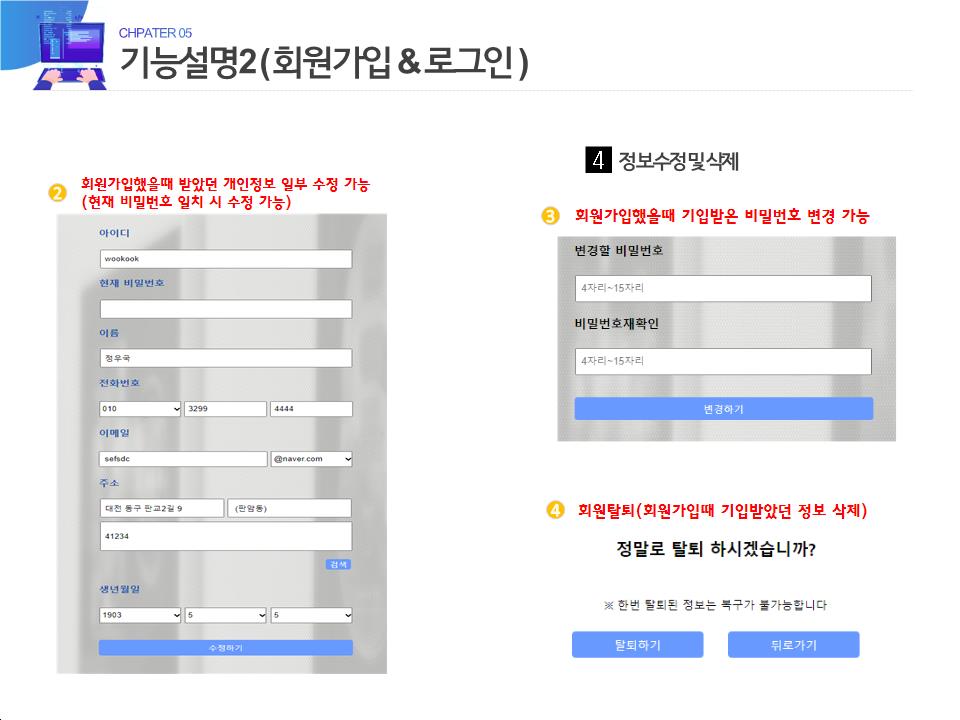 CHPATER 05
기능설명2 ( 회원가입 & 로그인 )
4 정보수정 및 삭제
2 회원가입했을때 받았던 개인정보 일부 수정 가능
(현재 비밀번호 일치 시 수정 가능)
아이디
wookook
현재 비밀번호
이름
정우국
전화번호
010 3299 4444
이메일
sefsdc @naver.com
주소
대전 동구 판교2길 9 (판암동)
41234
검색
생년월일
1903 5 5
수정하기
3 회원가입했을때 기입받은 비밀번호 변경 가능
변경할 비밀번호
4자리~15자리
비밀번호재확인
4자리~15자리
변경하기
4 회원탈퇴(회원가입때 기입받았던 정보 삭제)
정말로 탈퇴 하시겠습니까?
※ 한번 탈퇴된 정보는 복구가 불가능합니다
탈퇴하기 뒤로가기